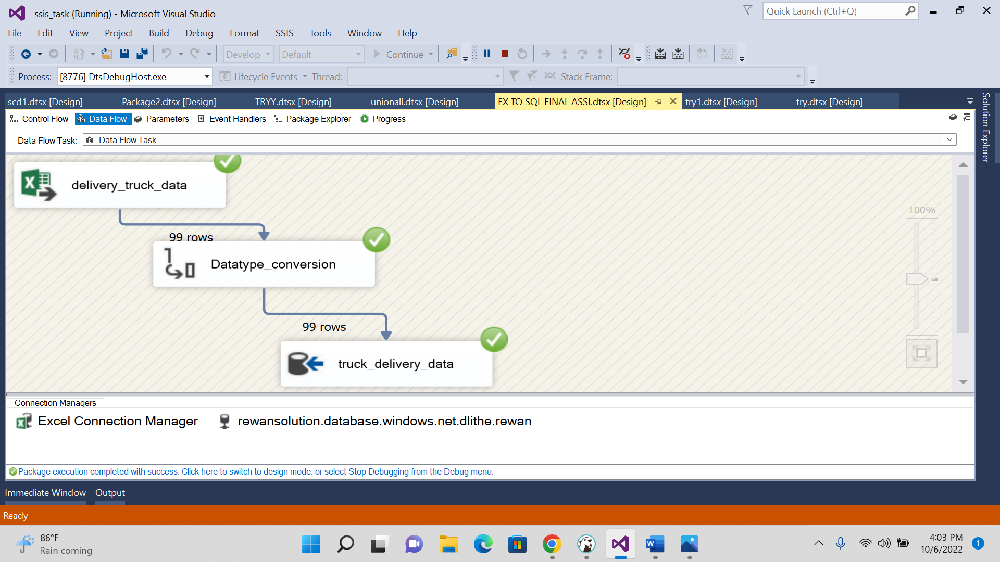 ssis_task (Running) - Microsoft Visual Studio
Quick Launch (Ctrl+Q)
File Edit View Project Build Debug Format SSIS Tools Window Help
Develop Default Continue
Process: [8776] DtsDebugHost.exe Lifecycle Events Thread: Stack Frame:
scd1.dtsx [Design] Package2.dtsx [Design] TRYY.dtsx [Design] unionall.dtsx [Design] EX TO SQL FINAL ASSI.dtsx [Design] try1.dtsx [Design] try.dtsx [Design]
Solution Explorer
Control Flow Data Flow Parameters Event Handlers Package Explorer Progress
Data Flow Task: Data Flow Task
delivery_truck_data
100%
99 rows
Datatype_conversion
99 rows
truck_delivery_data
Connection Managers
Excel Connection Manager rewansolution.database.windows.net.dlithe.rewan
Package execution completed with success. Click here to switch to design mode, or select Stop Debugging from the Debug menu.
Immediate Window Output
Ready
86°F
Rain coming
4:03 PM
10/6/2022
1